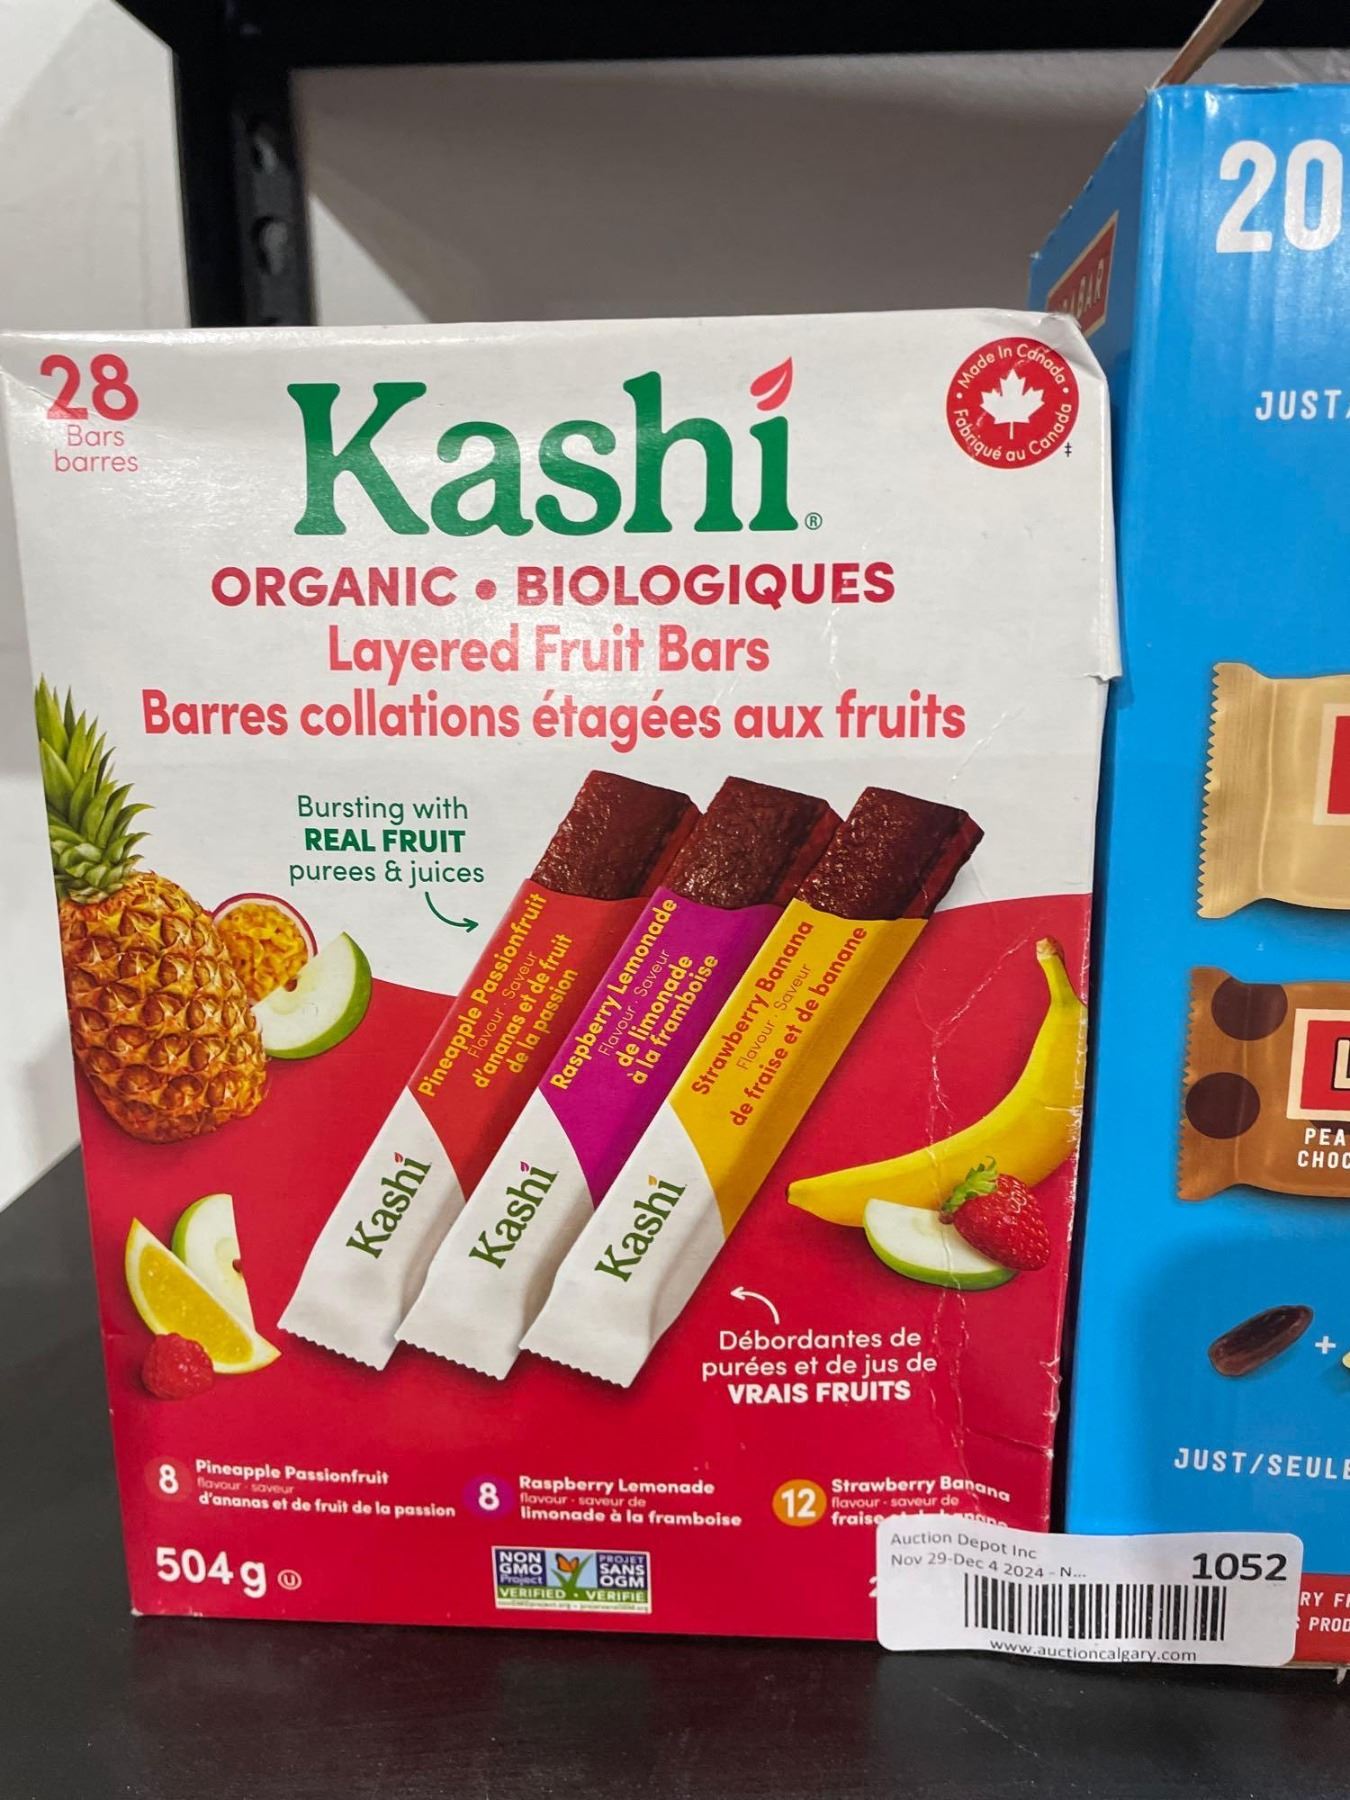 28
Bars
barres
Kashi®
Made In Canada
Fabriqué au Canada
‡
ORGANIC • BIOLOGIQUES
Layered Fruit Bars
Barres collations étagées aux fruits
Bursting with
REAL FRUIT
purees & juices
Pineapple Passionfruit
Flavour · Saveur
d'ananas et de fruit
de la passion
Kashi
Raspberry Lemonade
Flavour · Saveur
de limonade
à la framboise
Kashi
Strawberry Banana
Flavour · Saveur
de fraise et de banane
Kashi
Débordantes de
purées et de jus de
VRAIS FRUITS
8 Pineapple Passionfruit
flavour · saveur
d'ananas et de fruit de la passion
8 Raspberry Lemonade
flavour · saveur de
limonade à la framboise
12 Strawberry Banana
flavour · saveur de
fraise
504 g U
NON
GMO
Project
VERIFIED
PROJET
SANS
OGM
VÉRIFIÉ
Auction Depot Inc
Nov 29-Dec 4 2024 - N...
1052
www.auctioncalgary.com
20
JUST/
PEA
CHOC
+
JUST/SEULE
RY
PROD